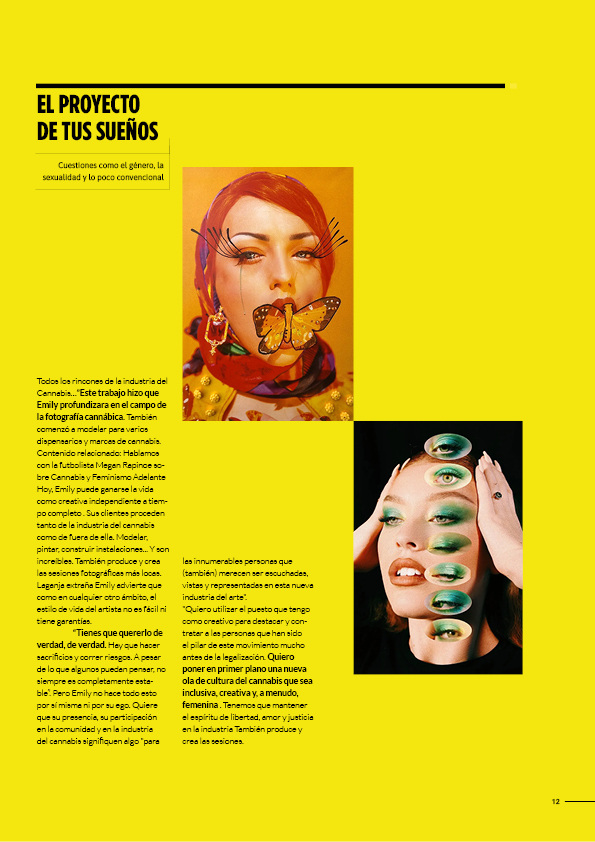 EL PROYECTO
DE TUS SUEÑOS
Cuestiones como el género, la
sexualidad y lo poco convencional
Todos los rincones de la industria del
Cannabis..."Este trabajo hizo que
Emily profundizara en el campo de
la fotografía cannábica. También
comenzó a modelar para varios
dispensarios y marcas de cannabis.
Contenido relacionado: Hablamos
con la futbolista Megan Rapinoe so-
bre Cannabis y Feminismo Adelante
Hoy, Emily puede ganarse la vida
como creativa independiente a tiem-
po completo . Sus clientes proceden
tanto de la industria del cannabis
como de fuera de ella. Modelar,
pintar, construir instalaciones... Y son
increíbles. También produce y crea
las sesiones fotográficas más locas.
Laganja extraña Emily advierte que
como en cualquier otro ámbito, el
estilo de vida del artista no es fácil ni
tiene garantías.
"Tienes que quererlo de
verdad, de verdad. Hay que hacer
sacrificios y correr riesgos. A pesar
de lo que algunos puedan pensar, no
siempre es completamente esta-
ble". Pero Emily no hace todo esto
por sí misma ni por su ego. Quiere
que su presencia, su participación
en la comunidad y en la industria
del cannabis signifiquen algo "para
las innumerables personas que
(también) merecen ser escuchadas,
vistas y representadas en esta nueva
industria del arte".
"Quiero utilizar el puesto que tengo
como creativo para destacar y con-
tratar a las personas que han sido
el pilar de este movimiento mucho
antes de la legalización. Quiero
poner en primer plano una nueva
ola de cultura del cannabis que sea
inclusiva, creativa y, a menudo,
femenina . Tenemos que mantener
el espíritu de libertad, amor y justicia
en la industria También produce y
crea las sesiones.
12